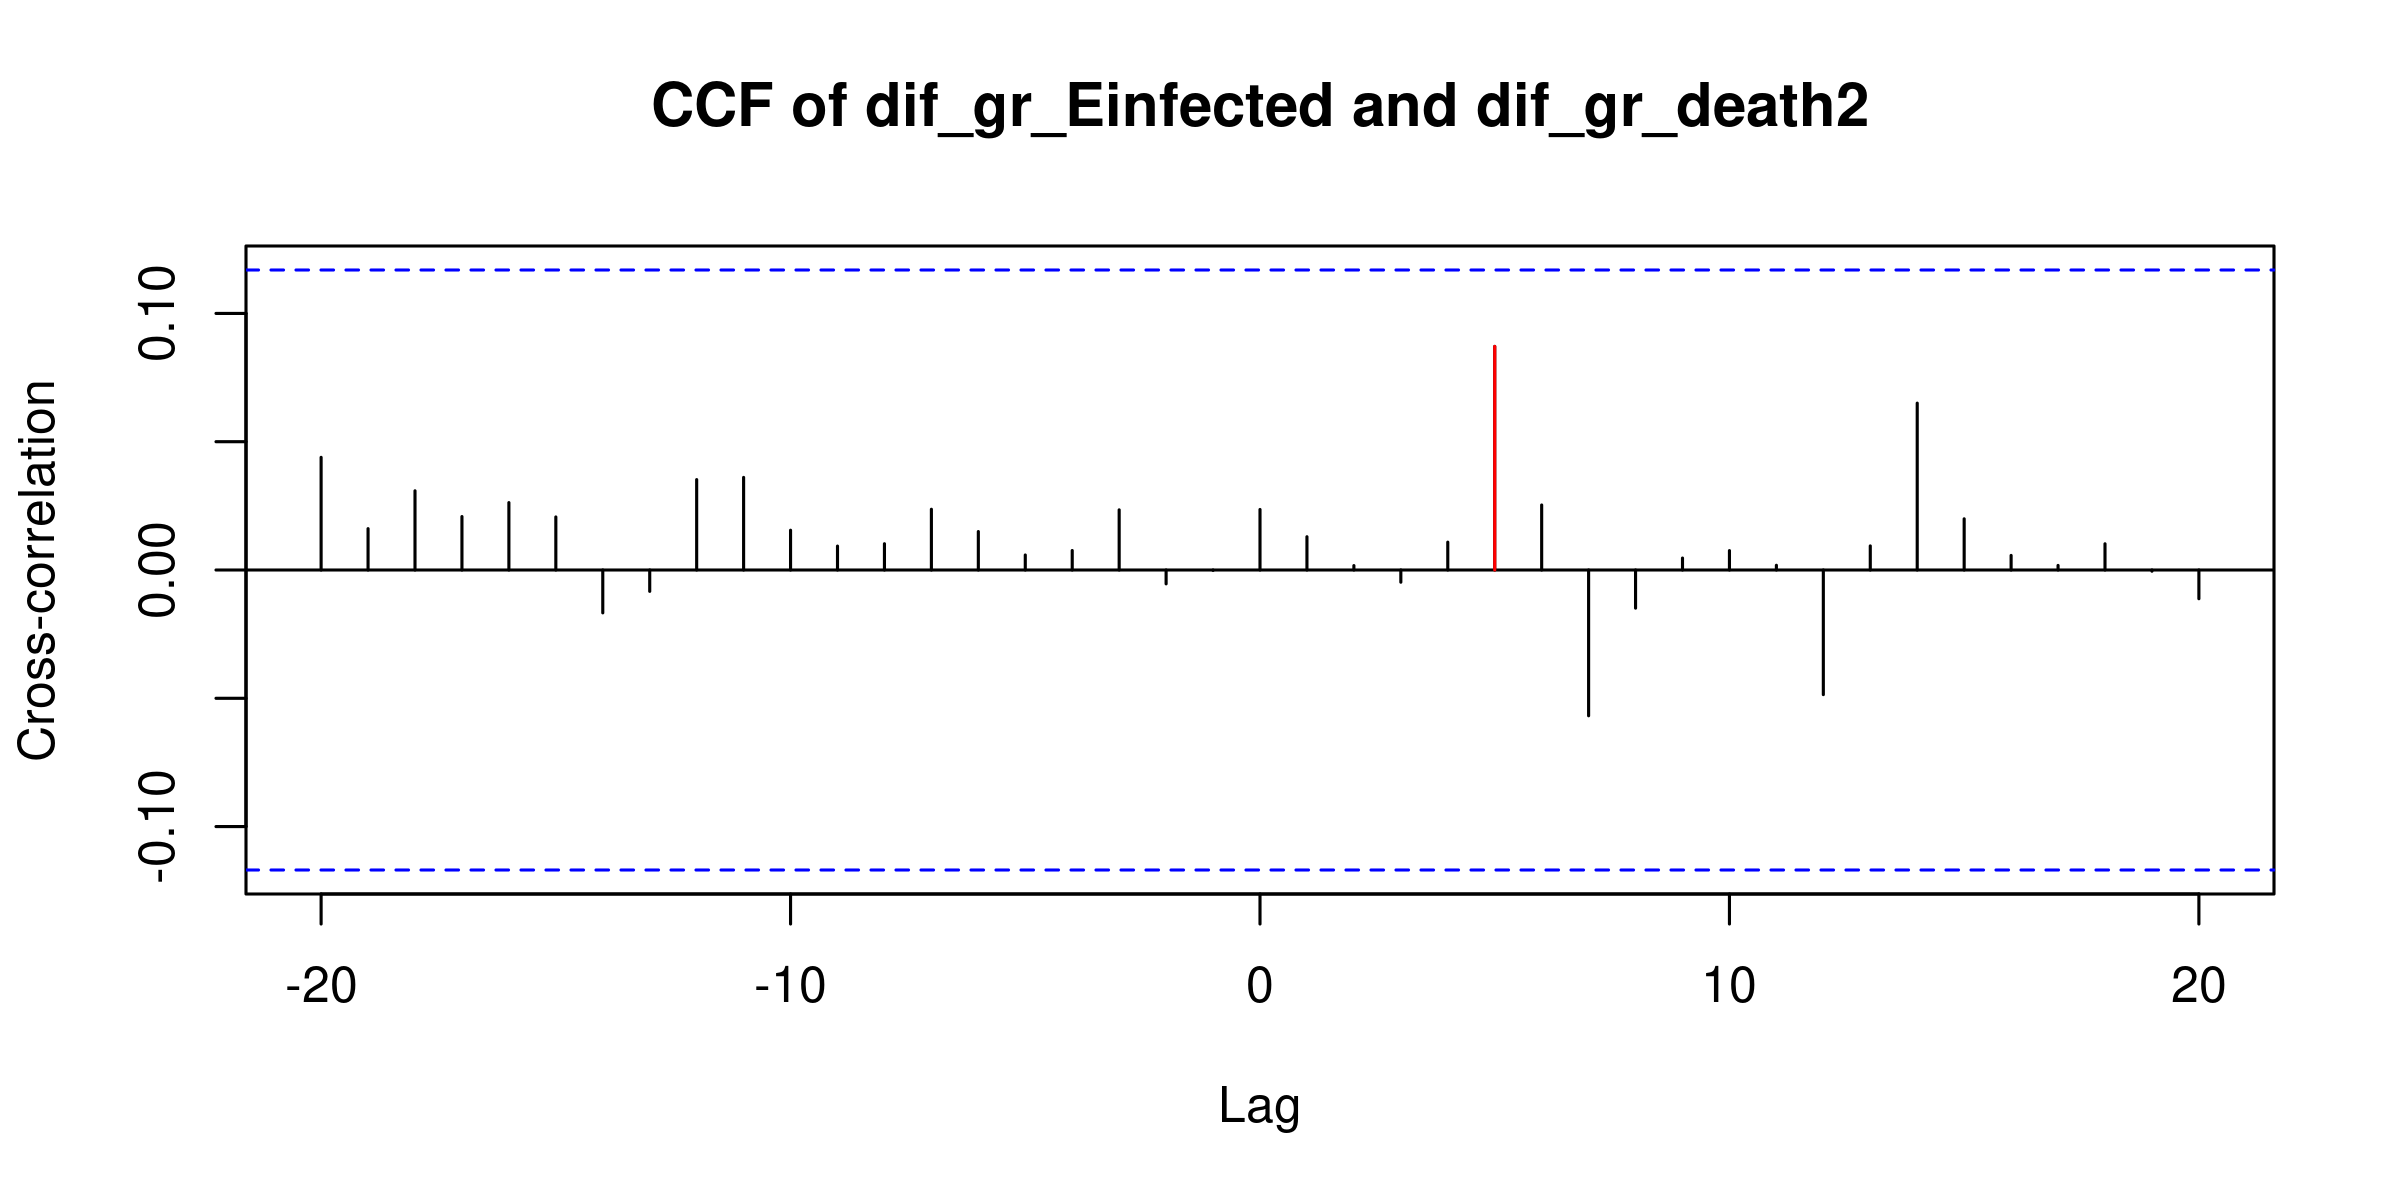 CCF of dif_gr_Einfected and dif_gr_death2
Cross-correlation
0.10
0.00
-0.10
-20 -10 0 10 20
Lag